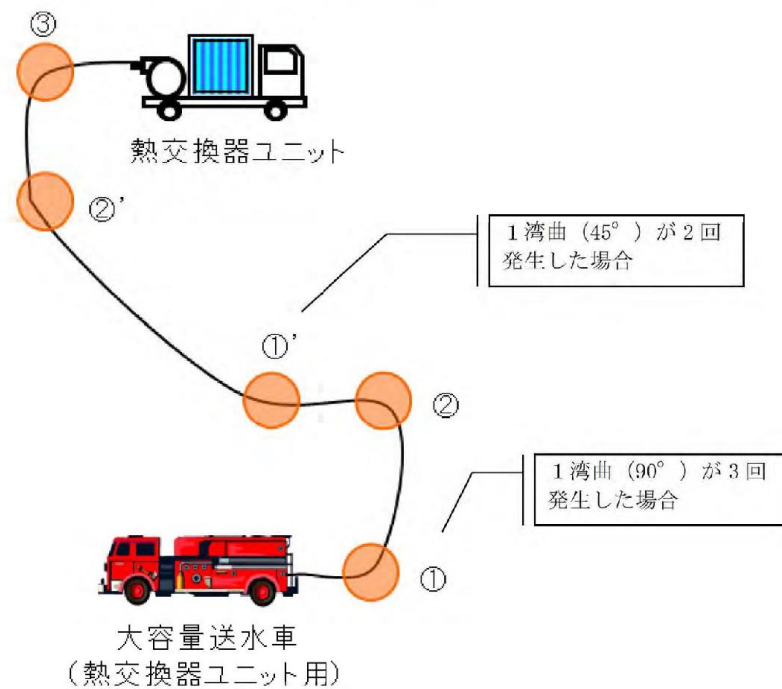 ③
熱交換器ユニット
②’
1湾曲（45°）が2回
発生した場合
①’
②
1湾曲（90°）が3回
発生した場合
①
大容量送水車
（熱交換器ユニット用）